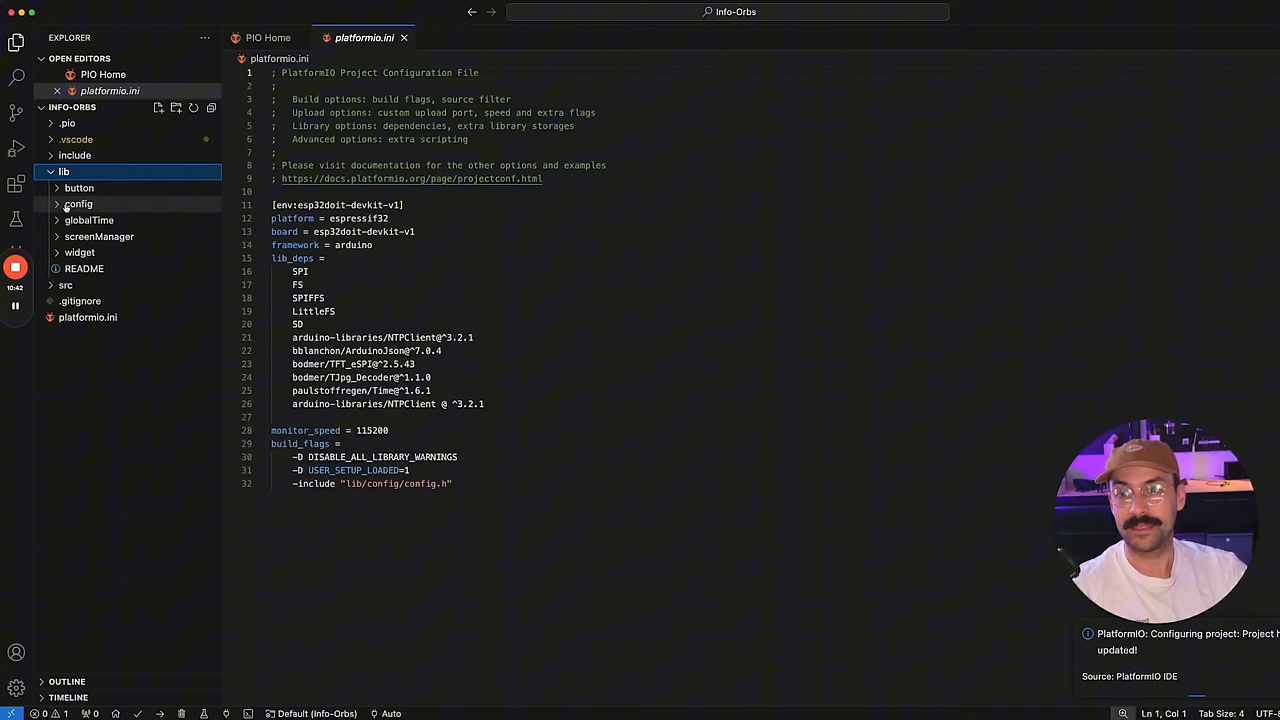 Info-Orbs
EXPLORER
PIO Home
platformio.ini
OPEN EDITORS
PIO Home
platformio.ini
INFO-ORBS
.pio
.vscode
include
lib
button
config
globalTime
screenManager
widget
README
src
.gitignore
platformio.ini
10:42
OUTLINE
TIMELINE
platformio.ini
1 ; PlatformIO Project Configuration File
2 ;
3 ;   Build options: build flags, source filter
4 ;   Upload options: custom upload port, speed and extra flags
5 ;   Library options: dependencies, extra library storages
6 ;   Advanced options: extra scripting
7 ;
8 ; Please visit documentation for the other options and examples
9 ; https://docs.platformio.org/page/projectconf.html
10
11 [env:esp32doit-devkit-v1]
12 platform = espressif32
13 board = esp32doit-devkit-v1
14 framework = arduino
15 lib_deps =
16     SPI
17     FS
18     SPIFFS
19     LittleFS
20     SD
21     arduino-libraries/NTPClient@^3.2.1
22     bblanchon/ArduinoJson@^7.0.4
23     bodmer/TFT_eSPI@^2.5.43
24     bodmer/TJpg_Decoder@^1.1.0
25     paulstoffregen/Time@^1.6.1
26     arduino-libraries/NTPClient @ ^3.2.1
27
28 monitor_speed = 115200
29 build_flags =
30     -D DISABLE_ALL_LIBRARY_WARNINGS
31     -D USER_SETUP_LOADED=1
32     -include "lib/config/config.h"
PlatformIO: Configuring project: Project h
updated!
Source: PlatformIO IDE
0 1 0 Default (Info-Orbs) Auto Ln 1, Col 1 Tab Size: 4 UTF-8